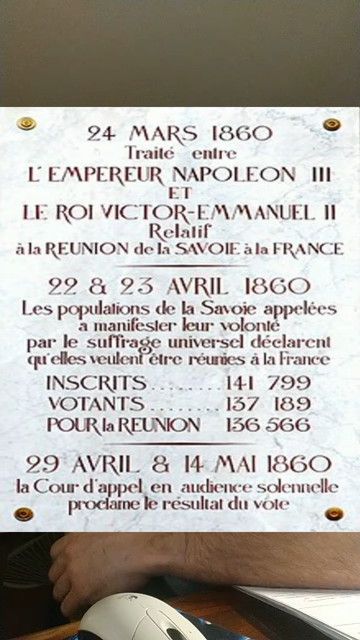 24 MARS 1860
Traité entre
L'EMPEREUR NAPOLEON III
ET
LE ROI VICTOR-EMMANUEL II
Relatif
à la REUNION de la SAVOIE à la FRANCE
22 & 23 AVRIL 1860
Les populations de la Savoie appelées
a manifester leur volonté
par le suffrage universel déclarent
qu'elles veulent être réunies à la France
INSCRITS........141 799
VOTANTS........137 189
POUR la REUNION 136 566
29 AVRIL & 14 MAI 1860
la Cour d'appel en audience solennelle
proclame le résultat du vote